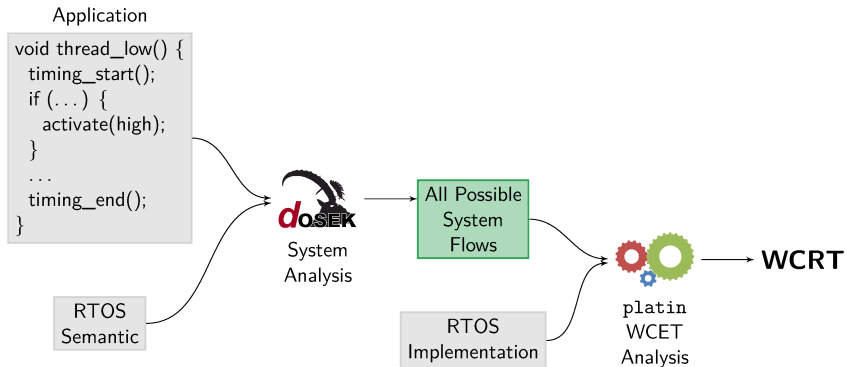 Application
void thread_low() {
timing_start();
if (...) {
activate(high);
}
...
timing_end();
}
RTOS
Semantic
dOSEK
System
Analysis
All Possible
System
Flows
RTOS
Implementation
platin
WCET
Analysis
WCRT